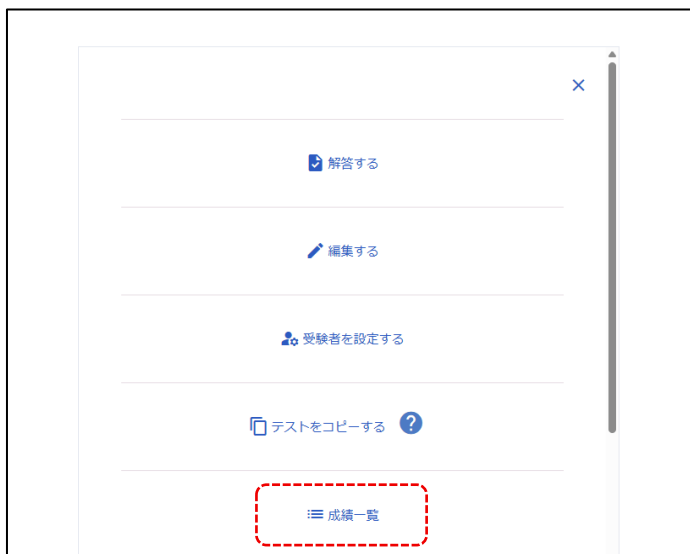 解答する
編集する
受験者を設定する
テストをコピーする ?
成績一覧